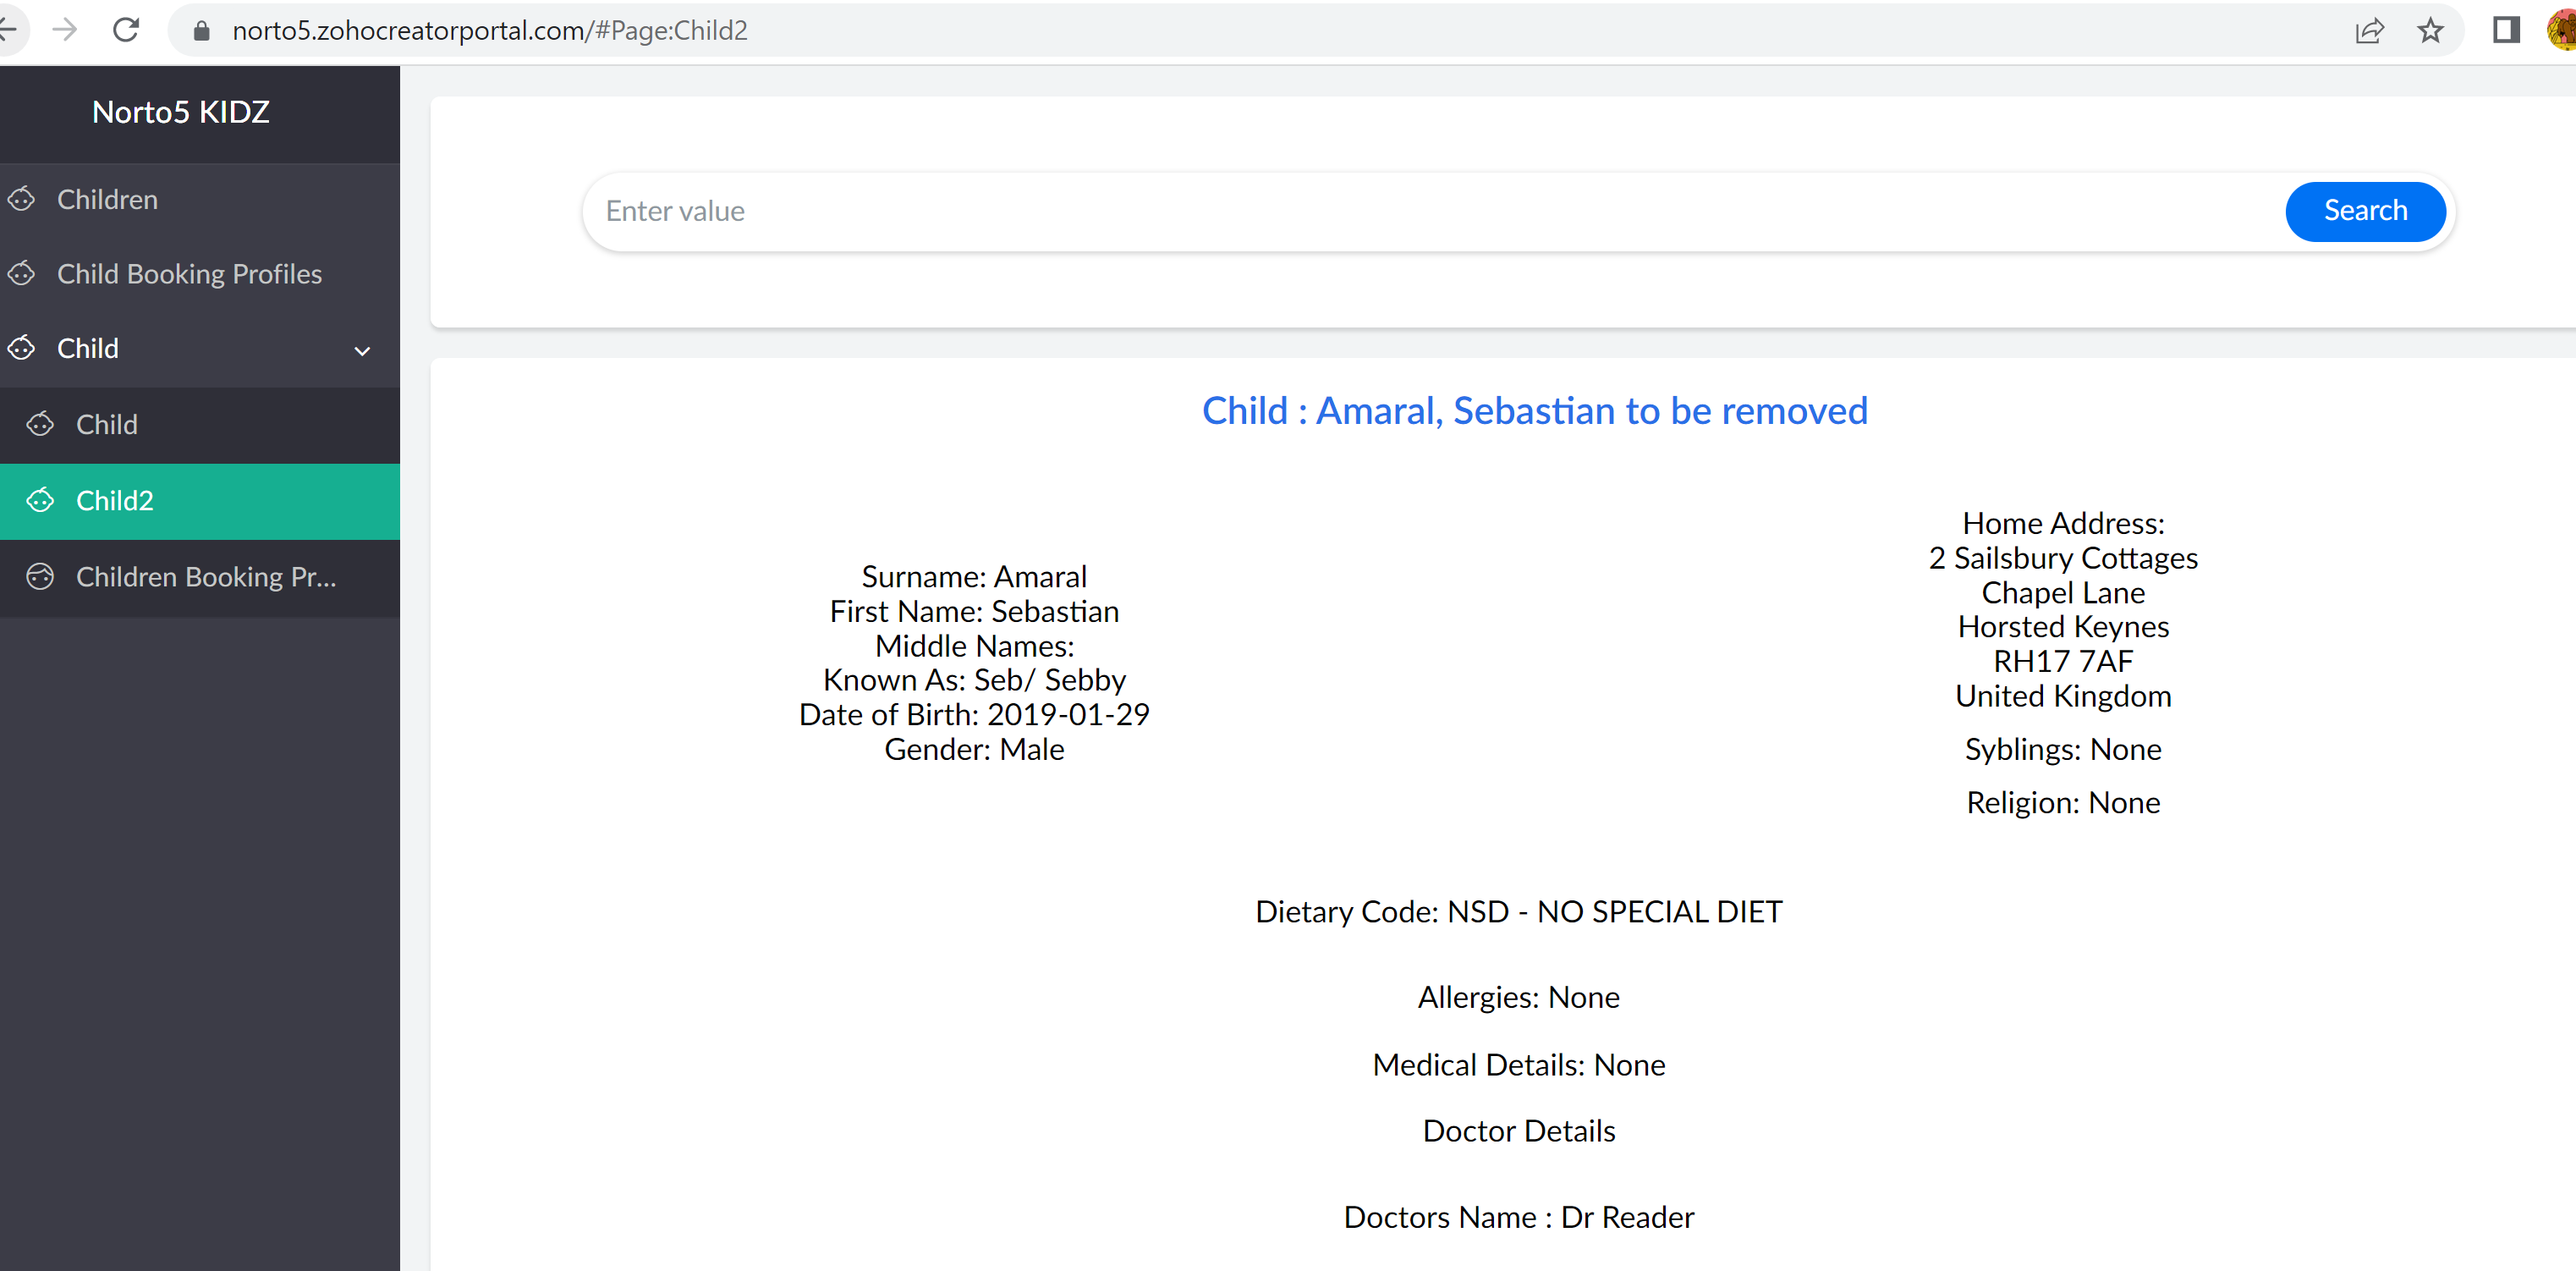 norto5.zohocreatorportal.com/#Page:Child2
Norto5 KIDZ
Children
Child Booking Profiles
Child
Child
Child2
Children Booking Pr...
Enter value
Search
Child : Amaral, Sebastian to be removed
Surname: Amaral
First Name: Sebastian
Middle Names:
Known As: Seb/ Sebby
Date of Birth: 2019-01-29
Gender: Male
Home Address:
2 Sailsbury Cottages
Chapel Lane
Horsted Keynes
RH17 7AF
United Kingdom
Syblings: None
Religion: None
Dietary Code: NSD - NO SPECIAL DIET
Allergies: None
Medical Details: None
Doctor Details
Doctors Name : Dr Reader